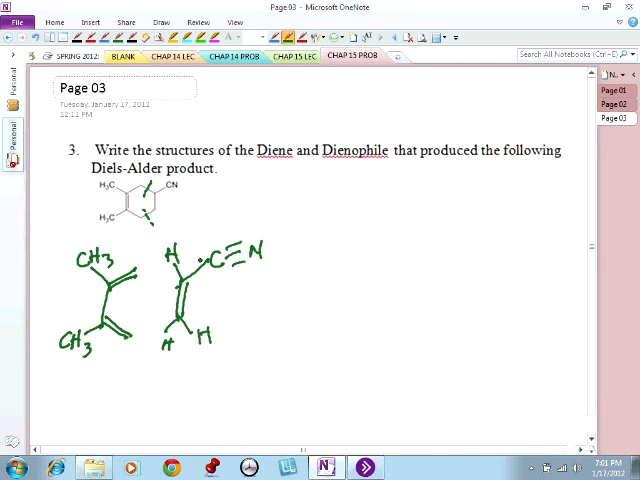 Page 03 - Microsoft OneNote
File Home Insert Share Draw Review View
SPRING 2012: BLANK CHAP 14 LEC CHAP 14 PROB CHAP 15 LEC CHAP 15 PROB Search All Notebooks (Ctrl+E)
Page 03
Tuesday, January 17, 2012
12:11 PM
N..
Page 01
Page 02
Page 03
Personal
Personal
3. Write the structures of the Diene and Dienophile that produced the following
Diels-Alder product.
H₃C CN
H₃C
CH3 H C≡N
CH3 H H
7:01 PM
1/17/2012